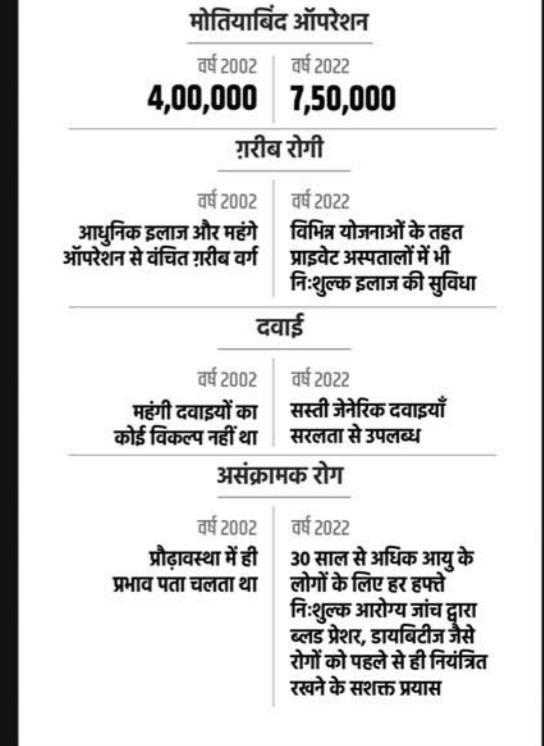 मोतियाबिंद ऑपरेशन
वर्ष 2002
वर्ष 2022
4,00,000
7,50,000
ग़रीब रोगी
वर्ष 2002
वर्ष 2022
आधुनिक इलाज और महंगे
ऑपरेशन से वंचित ग़रीब वर्ग
विभिन्न योजनाओं के तहत
प्राइवेट अस्पतालों में भी
निःशुल्क इलाज की सुविधा
दवाई
वर्ष 2002
वर्ष 2022
महंगी दवाइयों का
कोई विकल्प नहीं था
सस्ती जेनेरिक दवाइयाँ
सरलता से उपलब्ध
असंक्रामक रोग
वर्ष 2002
वर्ष 2022
प्रौढ़ावस्था में ही
प्रभाव पता चलता था
30 साल से अधिक आयु के
लोगों के लिए हर हफ्ते
निःशुल्क आरोग्य जांच द्वारा
ब्लड प्रेशर, डायबिटीज जैसे
रोगों को पहले से ही नियंत्रित
रखने के सशक्त प्रयास